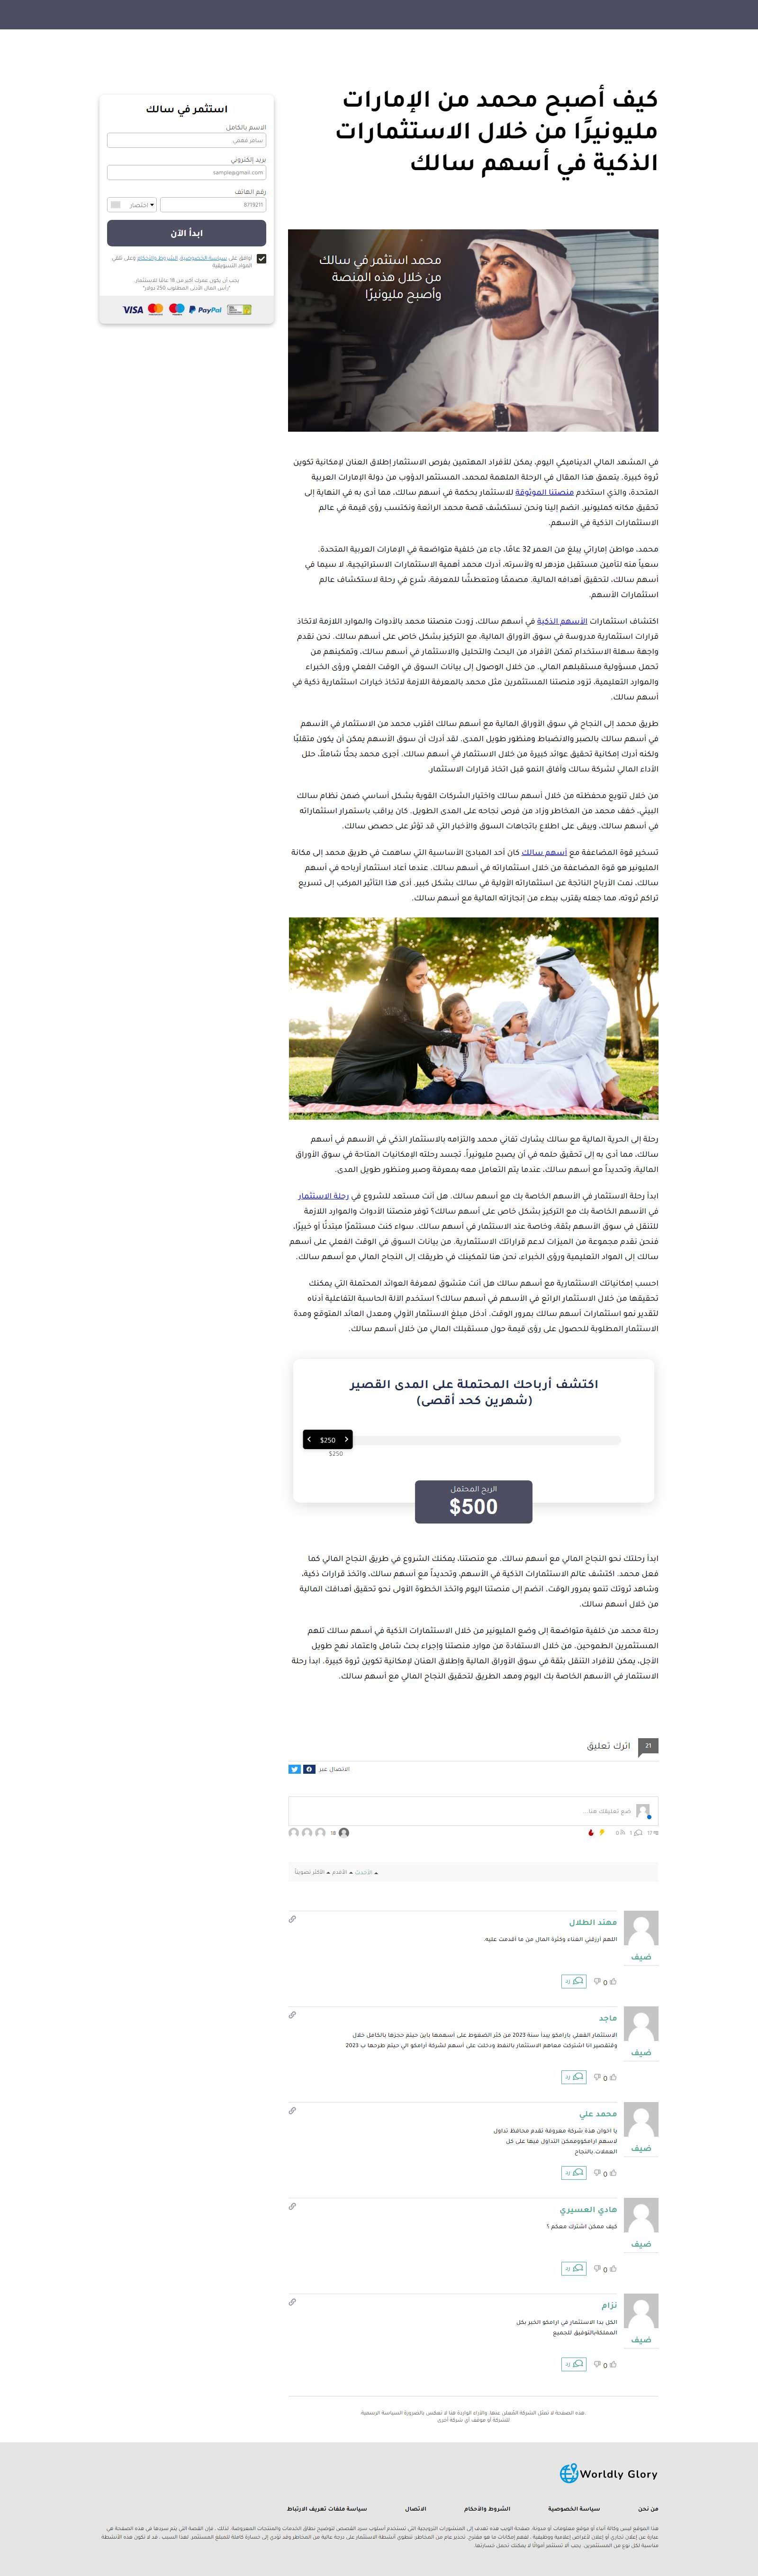 كيف أصبح محمد من الإمارات
مليونيرًا من خلال الاستثمارات
الذكية في أسهم سالك
استثمر في سالك
الاسم بالكامل
سافر فهمي
بريد إلكتروني
sample@gmail.com
رقم الهاتف
8119211
اختصار
ابدأ الآن
أوافق على سياسة الخصوصية، الشروط والأحكام وعلى تلقي
المواد التسويقية
يجب أن يكون عمرك أكبر من 18 عامًا للاستثمار.
*رأس المال الأدنى المطلوب 250 دولار*
VISA
PayPal
محمد استثمر في سالك
من خلال هذه المنصة
وأصبح مليونيرًا
في المشهد المالي الديناميكي اليوم، يمكن للأفراد المهتمين بفرص الاستثمار إطلاق العنان لإمكانية تكوين
ثروة كبيرة. يتعمق هذا المقال في الرحلة الملهمة لمحمد، المستثمر الدؤوب من دولة الإمارات العربية
المتحدة، والذي استخدم منصتنا الموثوقة للاستثمار بحكمة في أسهم سالك، مما أدى به في النهاية إلى
تحقيق مكانه كمليونير. انضم إلينا ونحن نستكشف قصة محمد الرائعة ونكتسب رؤى قيمة في عالم
الاستثمارات الذكية في الأسهم.
محمد، مواطن إماراتي يبلغ من العمر 32 عامًا، جاء من خلفية متواضعة في الإمارات العربية المتحدة.
سعياً منه لتأمين مستقبل مزدهر له ولأسرته، أدرك محمد أهمية الاستثمارات الاستراتيجية، لا سيما في
أسهم سالك، لتحقيق أهدافه المالية. مصممًا ومتعطشًا للمعرفة، شرع في رحلة لاستكشاف عالم
استثمارات الأسهم.
اكتشاف استثمارات الأسهم الذكية في أسهم سالك، زودت منصتنا محمد بالأدوات والموارد اللازمة لاتخاذ
قرارات استثمارية مدروسة في سوق الأوراق المالية، مع التركيز بشكل خاص على أسهم سالك. نحن نقدم
واجهة سهلة الاستخدام تمكن الأفراد من البحث والتحليل والاستثمار في أسهم سالك، وتمكينهم من
تحمل مسؤولية مستقبلهم المالي. من خلال الوصول إلى بيانات السوق في الوقت الفعلي ورؤى الخبراء
والموارد التعليمية، تزود منصتنا المستثمرين مثل محمد بالمعرفة اللازمة لاتخاذ خيارات استثمارية ذكية في
أسهم سالك.
طريق محمد إلى النجاح في سوق الأوراق المالية مع أسهم سالك اقترب محمد من الاستثمار في الأسهم
في أسهم سالك بالصبر والانضباط ومنظور طويل المدى. لقد أدرك أن سوق الأسهم يمكن أن يكون متقلبًا
ولكنه أدرك إمكانية تحقيق عوائد كبيرة من خلال الاستثمار في أسهم سالك. أجرى محمد بحثًا شاملاً، حلل
الأداء المالي لشركة سالك وآفاق النمو قبل اتخاذ قرارات الاستثمار.
من خلال تنويع محفظته من خلال أسهم سالك واختيار الشركات القوية بشكل أساسي ضمن نظام سالك
البيئي، خفف محمد من المخاطر وزاد من فرص نجاحه على المدى الطويل. كان يراقب باستمرار استثماراته
في أسهم سالك، ويبقى على اطلاع باتجاهات السوق والأخبار التي قد تؤثر على حصص سالك.
تسخير قوة المضاعفة مع أسهم سالك كان أحد المبادئ الأساسية التي ساهمت في طريق محمد إلى مكانة
المليونير هو قوة المضاعفة من خلال استثماراته في أسهم سالك. عندما أعاد استثمار أرباحه في أسهم
سالك، نمت الأرباح الناتجة عن استثماراته الأولية في سالك بشكل كبير. أدى هذا التأثير المركب إلى تسريع
تراكم ثروته، مما جعله يقترب ببطء من إنجازاته المالية مع أسهم سالك.
رحلة إلى الحرية المالية مع سالك يشارك تفاني محمد والتزامه بالاستثمار الذكي في الأسهم في أسهم
سالك، مما أدى به إلى تحقيق حلمه في أن يصبح مليونيراً. تجسد رحلته الإمكانيات المتاحة في سوق الأوراق
المالية، وتحديداً مع أسهم سالك، عندما يتم التعامل معه بمعرفة وصبر ومنظور طويل المدى.
ابدأ رحلة الاستثمار في الأسهم الخاصة بك مع أسهم سالك. هل أنت مستعد للشروع في رحلة الاستثمار
في الأسهم الخاصة بك مع التركيز بشكل خاص على أسهم سالك؟ توفر منصتنا الأدوات والموارد اللازمة
للتنقل في سوق الأسهم بثقة، وخاصة عند الاستثمار في أسهم سالك. سواء كنت مستثمرًا مبتدئًا أو خبيرًا،
فنحن نقدم مجموعة من الميزات لدعم قراراتك الاستثمارية. من بيانات السوق في الوقت الفعلي على أسهم
سالك إلى المواد التعليمية ورؤى الخبراء، نحن هنا لتمكينك في طريقك إلى النجاح المالي مع أسهم سالك.
احسب إمكانياتك الاستثمارية مع أسهم سالك هل أنت متشوق لمعرفة العوائد المحتملة التي يمكنك
تحقيقها من خلال الاستثمار الرائع في الأسهم في أسهم سالك؟ استخدم الآلة الحاسبة التفاعلية أدناه
لتقدير نمو استثمارات أسهم سالك بمرور الوقت. أدخل مبلغ الاستثمار الأولي ومعدل العائد المتوقع ومدة
الاستثمار المطلوبة للحصول على رؤى قيمة حول مستقبلك المالي من خلال أسهم سالك.
اكتشف أرباحك المحتملة على المدى القصير
(شهرين كحد أقصى)
$250
$250
الربح المحتمل
$500
ابدأ رحلتك نحو النجاح المالي مع أسهم سالك. مع منصتنا، يمكنك الشروع في طريق النجاح المالي كما
فعل محمد. اكتشف عالم الاستثمارات الذكية في الأسهم، وتحديداً مع أسهم سالك، واتخذ قرارات ذكية،
وشاهد ثروتك تنمو بمرور الوقت. انضم إلى منصتنا اليوم واتخذ الخطوة الأولى نحو تحقيق أهدافك المالية
من خلال أسهم سالك.
رحلة محمد من خلفية متواضعة إلى وضع المليونير من خلال الاستثمارات الذكية في أسهم سالك تلهم
المستثمرين الطموحين. من خلال الاستفادة من موارد منصتنا وإجراء بحث شامل واعتماد نهج طويل
الأجل، يمكن للأفراد التنقل بثقة في سوق الأوراق المالية وإطلاق العنان لإمكانية تكوين ثروة كبيرة. ابدأ رحلة
الاستثمار في الأسهم الخاصة بك اليوم ومهد الطريق لتحقيق النجاح المالي مع أسهم سالك.
21
اترك تعليق
الاتصال عبر
ضع تعليقك هنا...
17
1
0
18
الأحدث
الأقدم
الأكثر تصويتاً
مهند الطلال
اللهم أرزقني الغناء وكثرة المال من ما أقدمت عليه.
ضيف
0
رد
ماجد
الاستثمار الفعلي بارامكو يبدأ سنة 2023 من كثر الضغوط على أسهمها باين حيتم حجزها بالكامل خلال
وقتقصير انا اشتركت معاهم الاستثمار بالنفط ودخلت على أسهم لشركة أرامكو الي حيتم طرحها ب 2023
ضيف
0
رد
محمد علي
يا اخوان هذة شركة معروفة تقدم محافظ تداول
لاسهم ارامكووممكن التداول فيها على كل
العملات.بالنجاح
ضيف
0
رد
هادي العسيري
كيف ممكن اشترك معكم ؟
ضيف
0
رد
نزام
الكل بدا الاستثمار في ارامكو الخير بكل
المملكةبالتوفيق للجميع
ضيف
0
رد
هذه الصفحة لا تمثل الشركة المُعلن عنها، والآراء الواردة هنا لا تعكس بالضرورة السياسة الرسمية
للشركة أو موقف أي شركة أخرى.
Worldly Glory
من نحن
سياسة الخصوصية
الشروط والأحكام
الاتصال
سياسة ملفات تعريف الارتباط